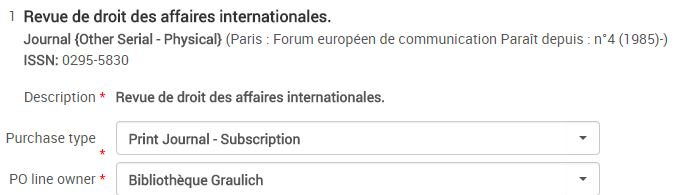 1 Revue de droit des affaires internationales.
Journal {Other Serial - Physical} (Paris : Forum européen de communication Paraît depuis : n°4 (1985)-)
ISSN: 0295-5830
Description * Revue de droit des affaires internationales.
Purchase type * Print Journal - Subscription
PO line owner * Bibliothèque Graulich